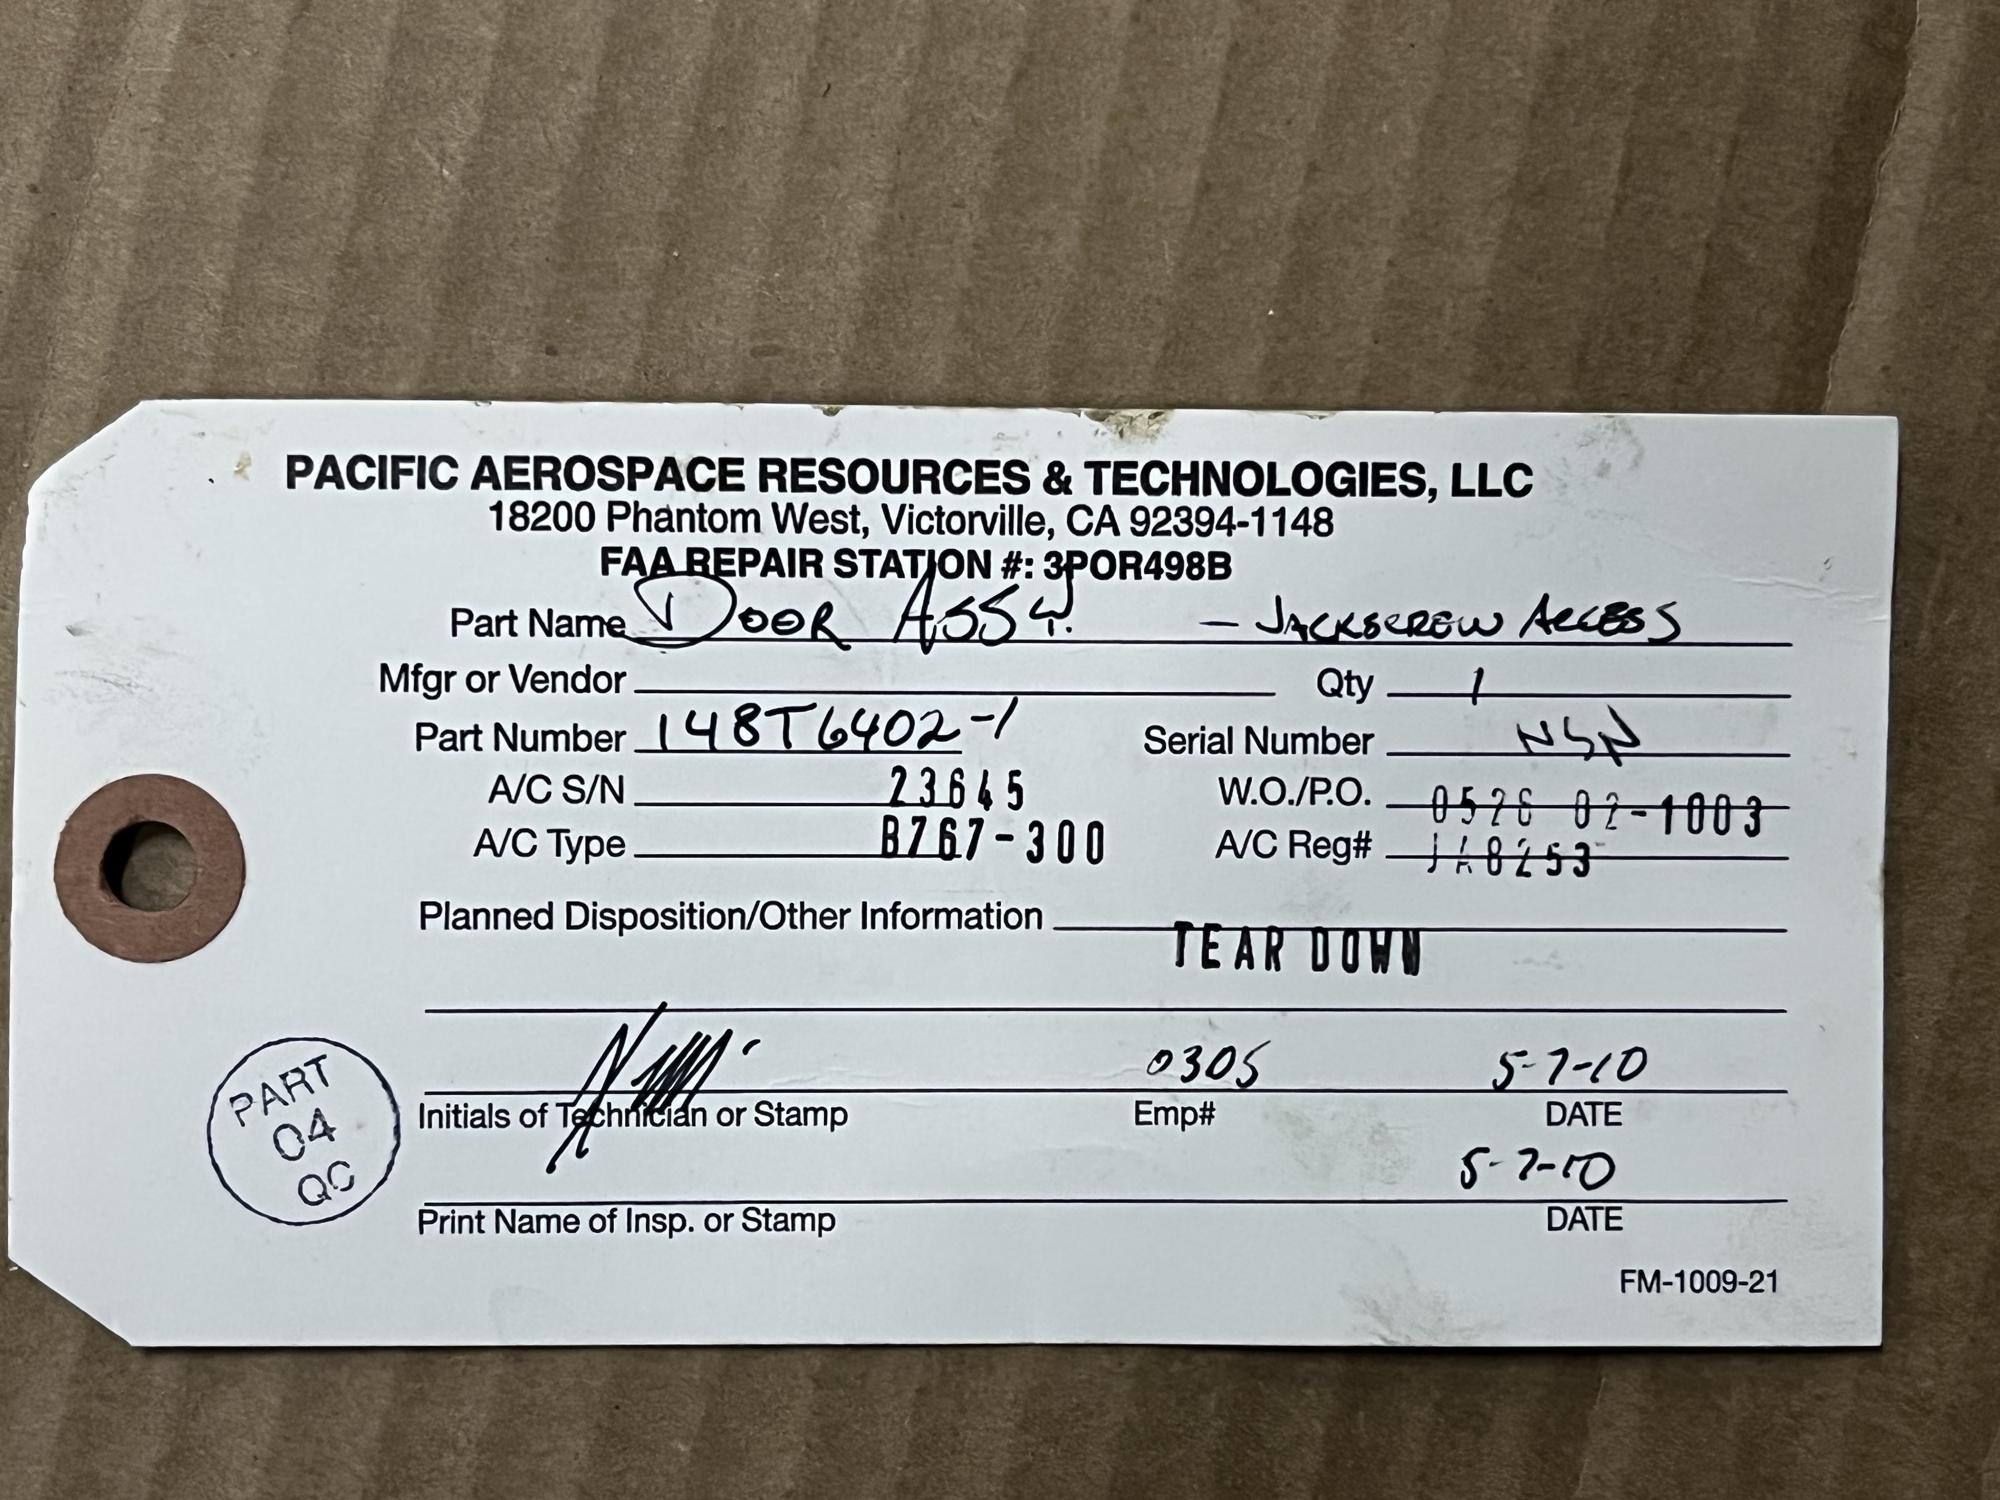 PACIFIC AEROSPACE RESOURCES & TECHNOLOGIES, LLC
18200 Phantom West, Victorville, CA 92394-1148
FAA REPAIR STATION #: 3POR498B
Part Name DOOR ASSY. - JACKSCREW ACCESS
Mfgr or Vendor Qty 1
Part Number 148T6402-1 Serial Number NSN
A/C S/N 23645 W.O./P.O. 0526 02-1003
A/C Type B767-300 A/C Reg# JA8253
Planned Disposition/Other Information TEAR DOWN
0305 5-7-10
Initials of Technician or Stamp Emp# DATE
PART
04
QC
5-7-10
Print Name of Insp. or Stamp DATE
FM-1009-21